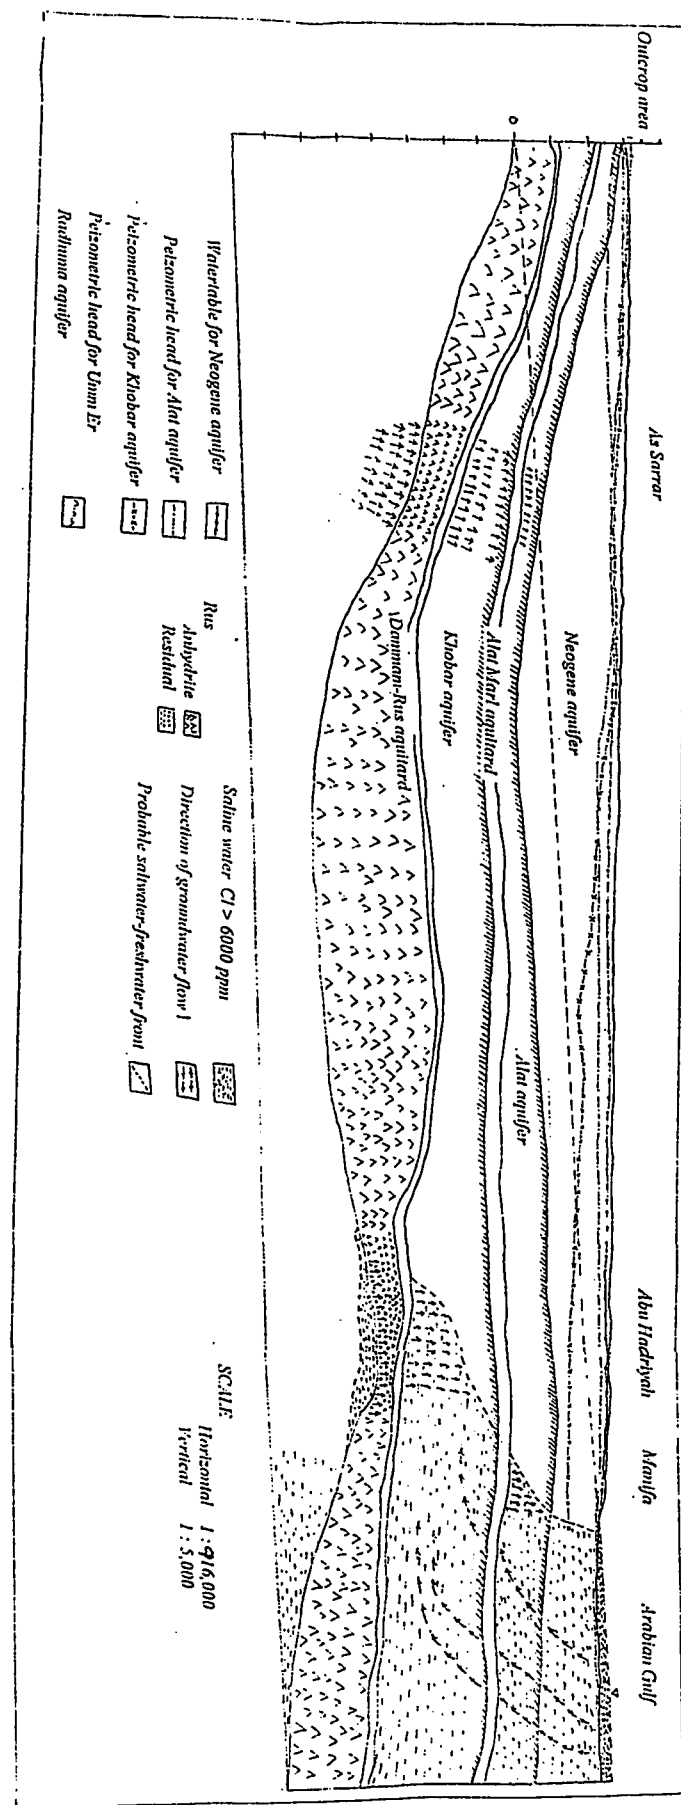 Outcrop area
As Sarrar
Abu Hadriyah
Manifa
Arabian Gulf
0
Neogene aquifer
Alat aquifer
Alat Marl aquitard
Khobar aquifer
Dammam-Rus aquitard
Watertable for Neogene aquifer
Peizometric head for Alat aquifer
Peizometric head for Khobar aquifer
Peizometric head for Umm Er
Radhuma aquifer
Rus
Anhydrite
Residual
Saline water Cl > 6000 ppm
Direction of groundwater flow
Probable saltwater-freshwater front
SCALE
Horizontal 1:916,000
Vertical 1:5,000